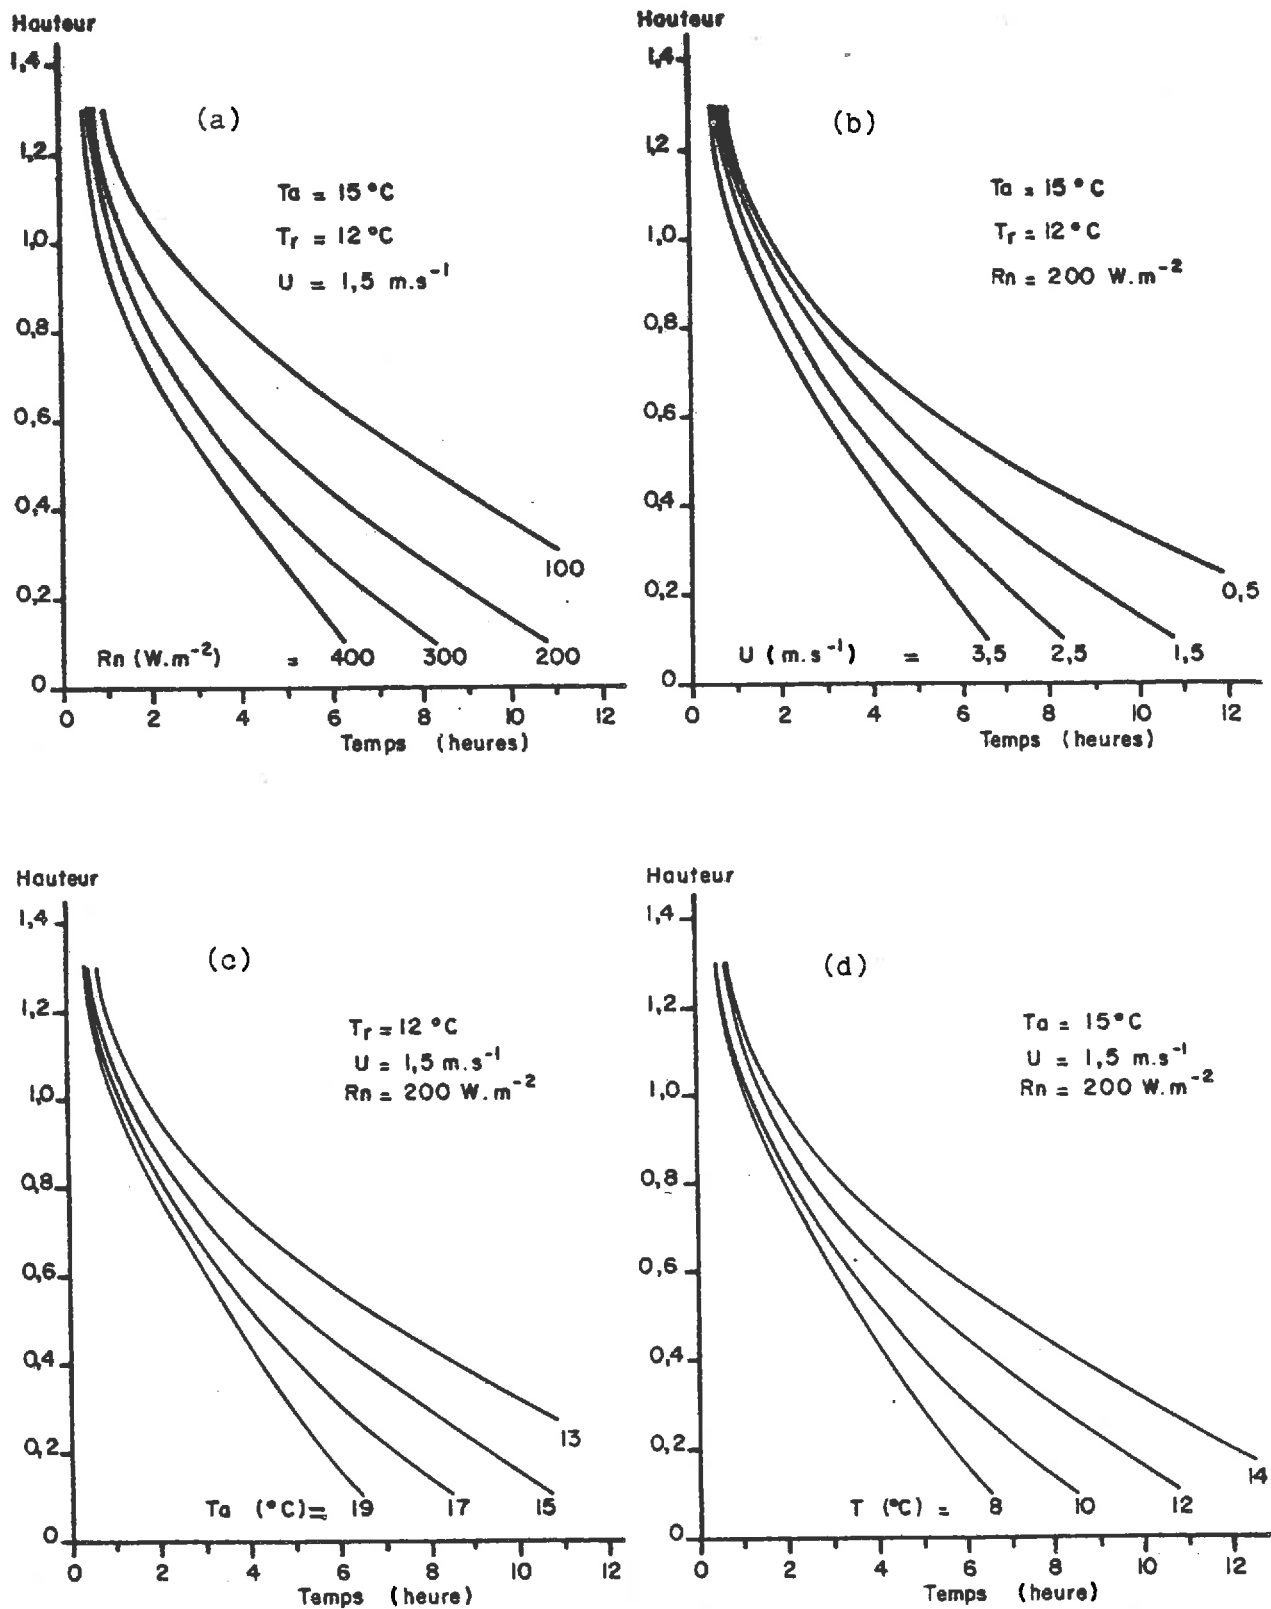 Hauteur
1,4
1,2
1,0
0,8
0,6
0,4
0,2
0
(a)
Ta = 15 °C
Tr = 12 °C
U = 1,5 m.s⁻¹
100
Rn (W.m⁻²) = 400 300 200
0 2 4 6 8 10 12
Temps (heures)
Hauteur
1,4
1,2
1,0
0,8
0,6
0,4
0,2
0
(b)
Ta = 15 °C
Tr = 12 °C
Rn = 200 W.m⁻²
0,5
U (m.s⁻¹) = 3,5 2,5 1,5
0 2 4 6 8 10 12
Temps (heures)
Hauteur
1,4
1,2
1,0
0,8
0,6
0,4
0,2
0
(c)
Tr = 12 °C
U = 1,5 m.s⁻¹
Rn = 200 W.m⁻²
13
Ta (°C) = 19 17 15
0 2 4 6 8 10 12
Temps (heure)
Hauteur
1,4
1,2
1,0
0,8
0,6
0,4
0,2
0
(d)
Ta = 15 °C
U = 1,5 m.s⁻¹
Rn = 200 W.m⁻²
14
T (°C) = 8 10 12
0 2 4 6 8 10 12
Temps (heure)